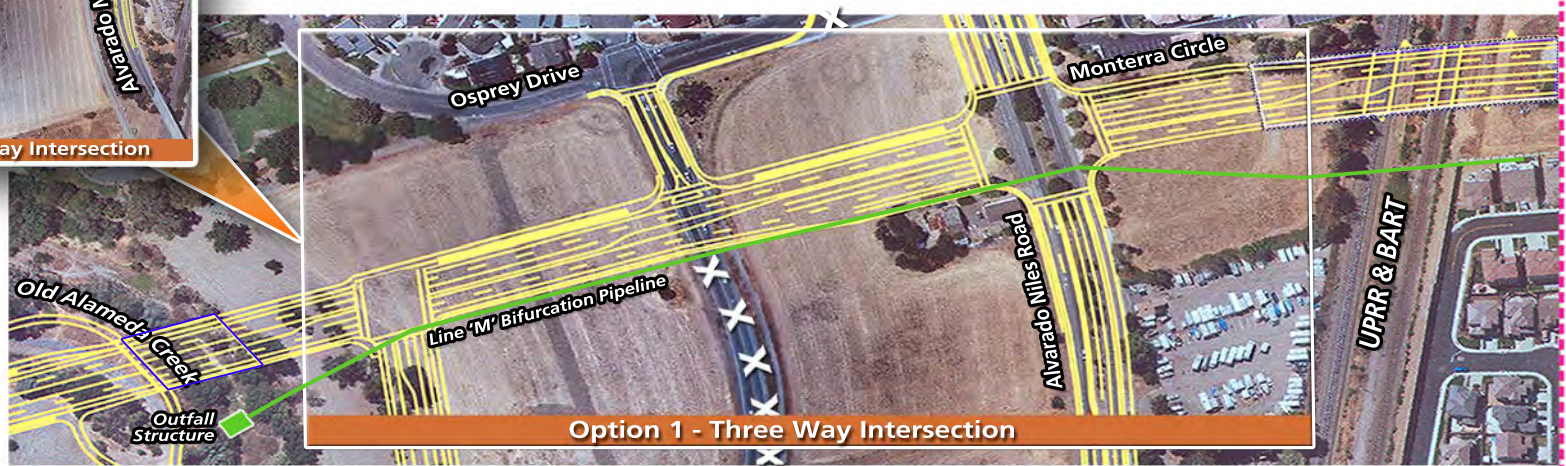 Alvarado N
ay Intersection
Osprey Drive
Monterra Circle
Old Alameda Creek
Line 'M' Bifurcation Pipeline
Alvarado Niles Road
UPRR & BART
Outfall
Structure
X
X
X
X
X
X
Option 1 - Three Way Intersection